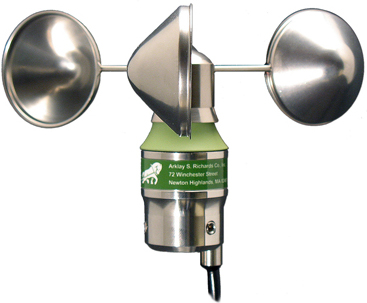 Arklay S. Richards Co. Inc.
72 Winchester Street
Newton Highlands, MA